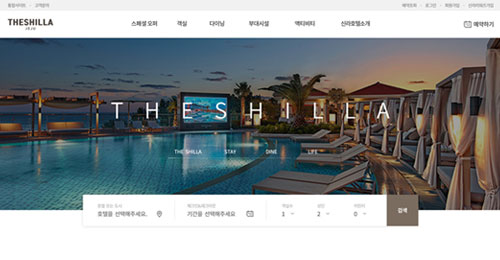 통합사이트 고객문의
예약조회 로그인 회원가입 신라리워즈가입
THESHILLA
스페셜 오퍼 객실 다이닝 부대시설 액티비티 신라호텔소개
예약하기
THESHILLA
THE SHILLA STAY DINE LIFE
호텔 또는 도시
호텔을 선택해주세요.
체크인&체크아웃
기간을 선택해주세요
객실수
1
성인
2
어린이
0
검색